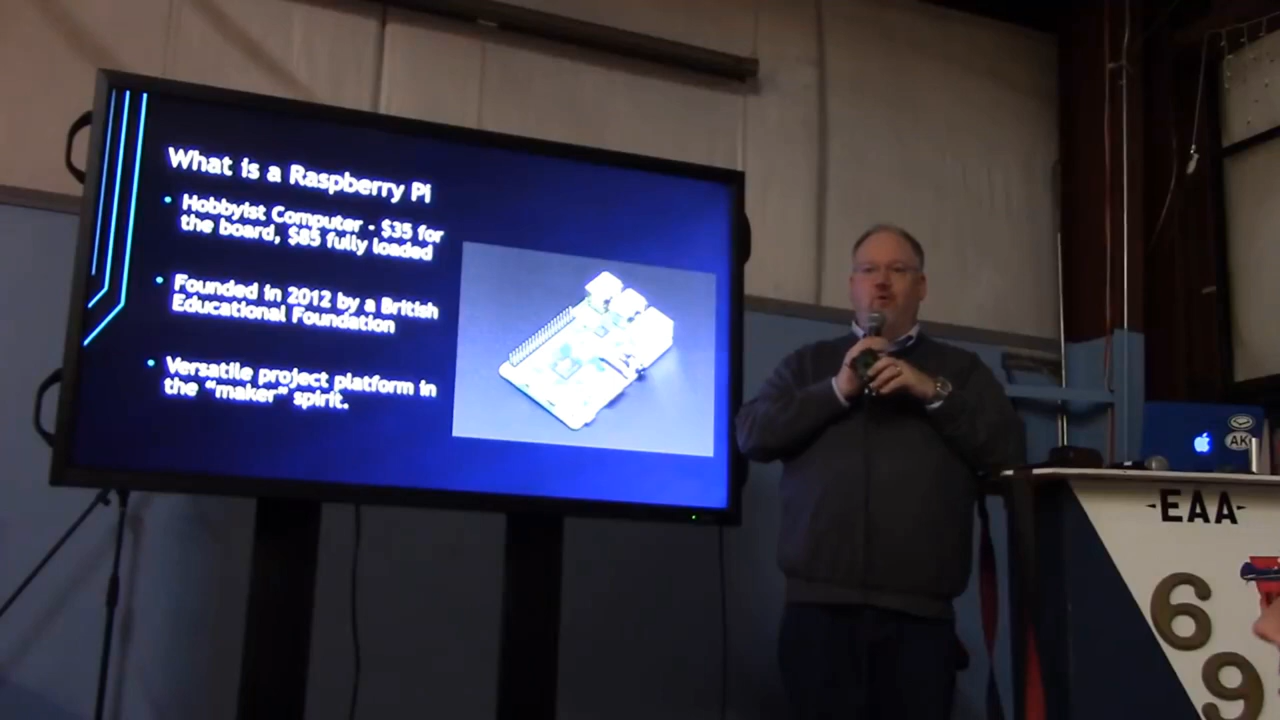 What is a Raspberry Pi
• Hobbyist Computer - $35 for
the board, $85 fully loaded
• Founded in 2012 by a British
Educational Foundation
• Versatile project platform in
the “maker” spirit.
AK
-EAA-
6
9